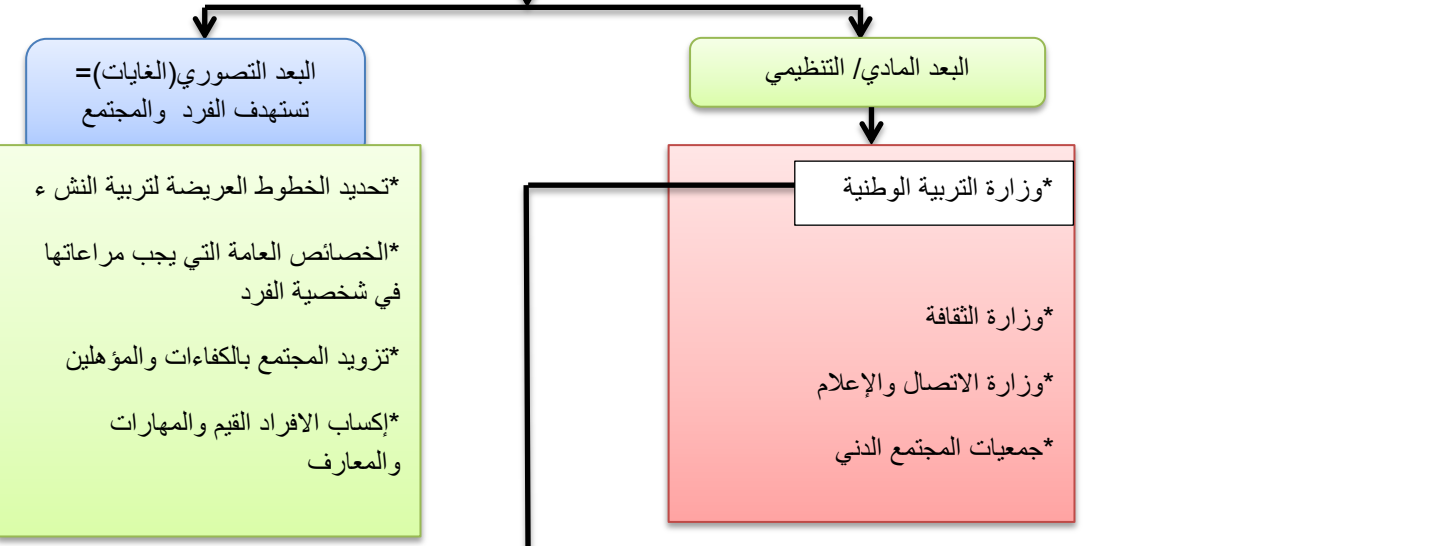 البعد المادي/ التنظيمي
*وزارة التربية الوطنية
*وزارة الثقافة
*وزارة الاتصال والإعلام
*جمعيات المجتمع الدني
البعد التصوري(الغايات)=
تستهدف الفرد والمجتمع
*تحديد الخطوط العريضة لتربية النش ء
*الخصائص العامة التي يجب مراعاتها
في شخصية الفرد
*تزويد المجتمع بالكفاءات والمؤهلين
*إكساب الافراد القيم والمهارات
والمعارف